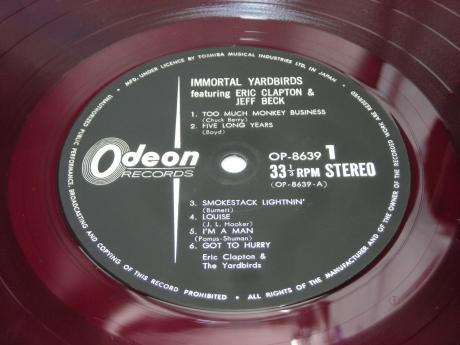 MFD. UNDER LICENCE BY TOSHIBA MUSICAL INDUSTRIES LTD. IN JAPAN.
IMMORTAL YARDBIRDS
featuring ERIC CLAPTON &
JEFF BECK
1. TOO MUCH MONKEY BUSINESS
(Chuck Berry)
2. FIVE LONG YEARS
(Boyd)
Odeon
RECORDS
OP-8639 1
33⅓ RPM STEREO
(OP-8639-A)
3. SMOKESTACK LIGHTNIN'
(Burnett)
4. LOUISE
(J. L. Hooker)
5. I'M A MAN
(Pomus-Shuman)
6. GOT TO HURRY
Eric Clapton &
The Yardbirds
UNAUTHORIZED PUBLIC PERFORMANCE, BROADCASTING AND COPYING OF THIS RECORD PROHIBITED • ALL RIGHTS OF THE MANUFACTURER AND OF THE OWNER OF THE RECORDED WORK ARE RESERVED